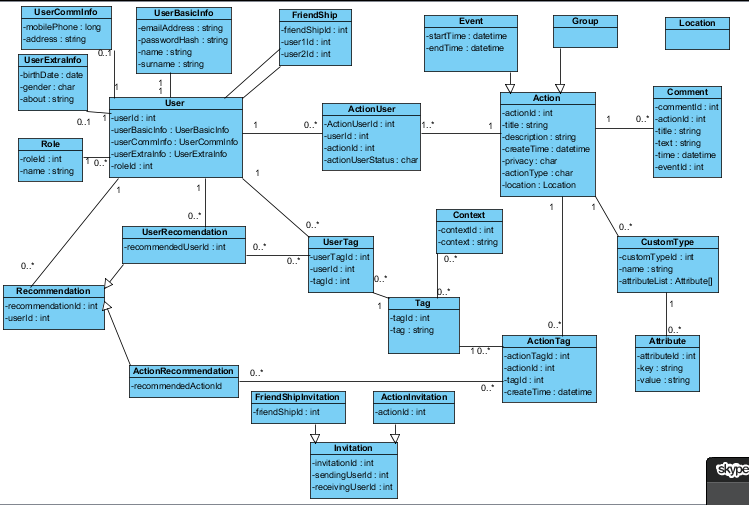 UserCommInfo
-mobilePhone : long
-address : string
UserBasicInfo
-emailAddress : string
-passwordHash : string
-name : string
-surname : string
FriendShip
-friendShipId : int
-user1Id : int
-user2Id : int
Event
-startTime : datetime
-endTime : datetime
Group
Location
UserExtraInfo
-birthDate : date
-gender : char
-about : string
0..1
1
1
1
1
0..1
User
-userId : int
-userBasicInfo : UserBasicInfo
-userCommInfo : UserCommInfo
-userExtraInfo : UserExtraInfo
-roleId : int
ActionUser
-ActionUserId : int
-userId : int
-actionId : int
-actionUserStatus : char
1
0..*
1..*
1
Action
-actionId : int
-title : string
-description : string
-createTime : datetime
-privacy : char
-actionType : char
-location : Location
1
0..*
Comment
-commentId : int
-actionId : int
-title : string
-text : string
-time : datetime
-eventId : int
Role
-roleId : int
-name : string
1
0..*
1
1
1
1
1
0..*
0..*
0..*
UserRecomendation
-recommendedUserId : int
0..*
0..*
UserTag
-userTagId : int
-userId : int
-tagId : int
Context
-contextId : int
-context : string
0..*
0..*
CustomType
-customTypeId : int
-name : string
-attributeList : Attribute[]
0..*
Recommendation
-recommendationId : int
-userId : int
0..*
1
Tag
-tagId : int
-tag : string
1
0..*
1
0..*
0..*
ActionTag
-actionTagId : int
-actionId : int
-tagId : int
-createTime : datetime
Attribute
-attributeId : int
-key : string
-value : string
ActionRecommendation
-recommendedActionId
0..*
0..*
FriendShipInvitation
-friendShipId : int
ActionInvitation
-actionId : int
Invitation
-invitationId : int
-sendingUserId : int
-receivingUserId : int
skype